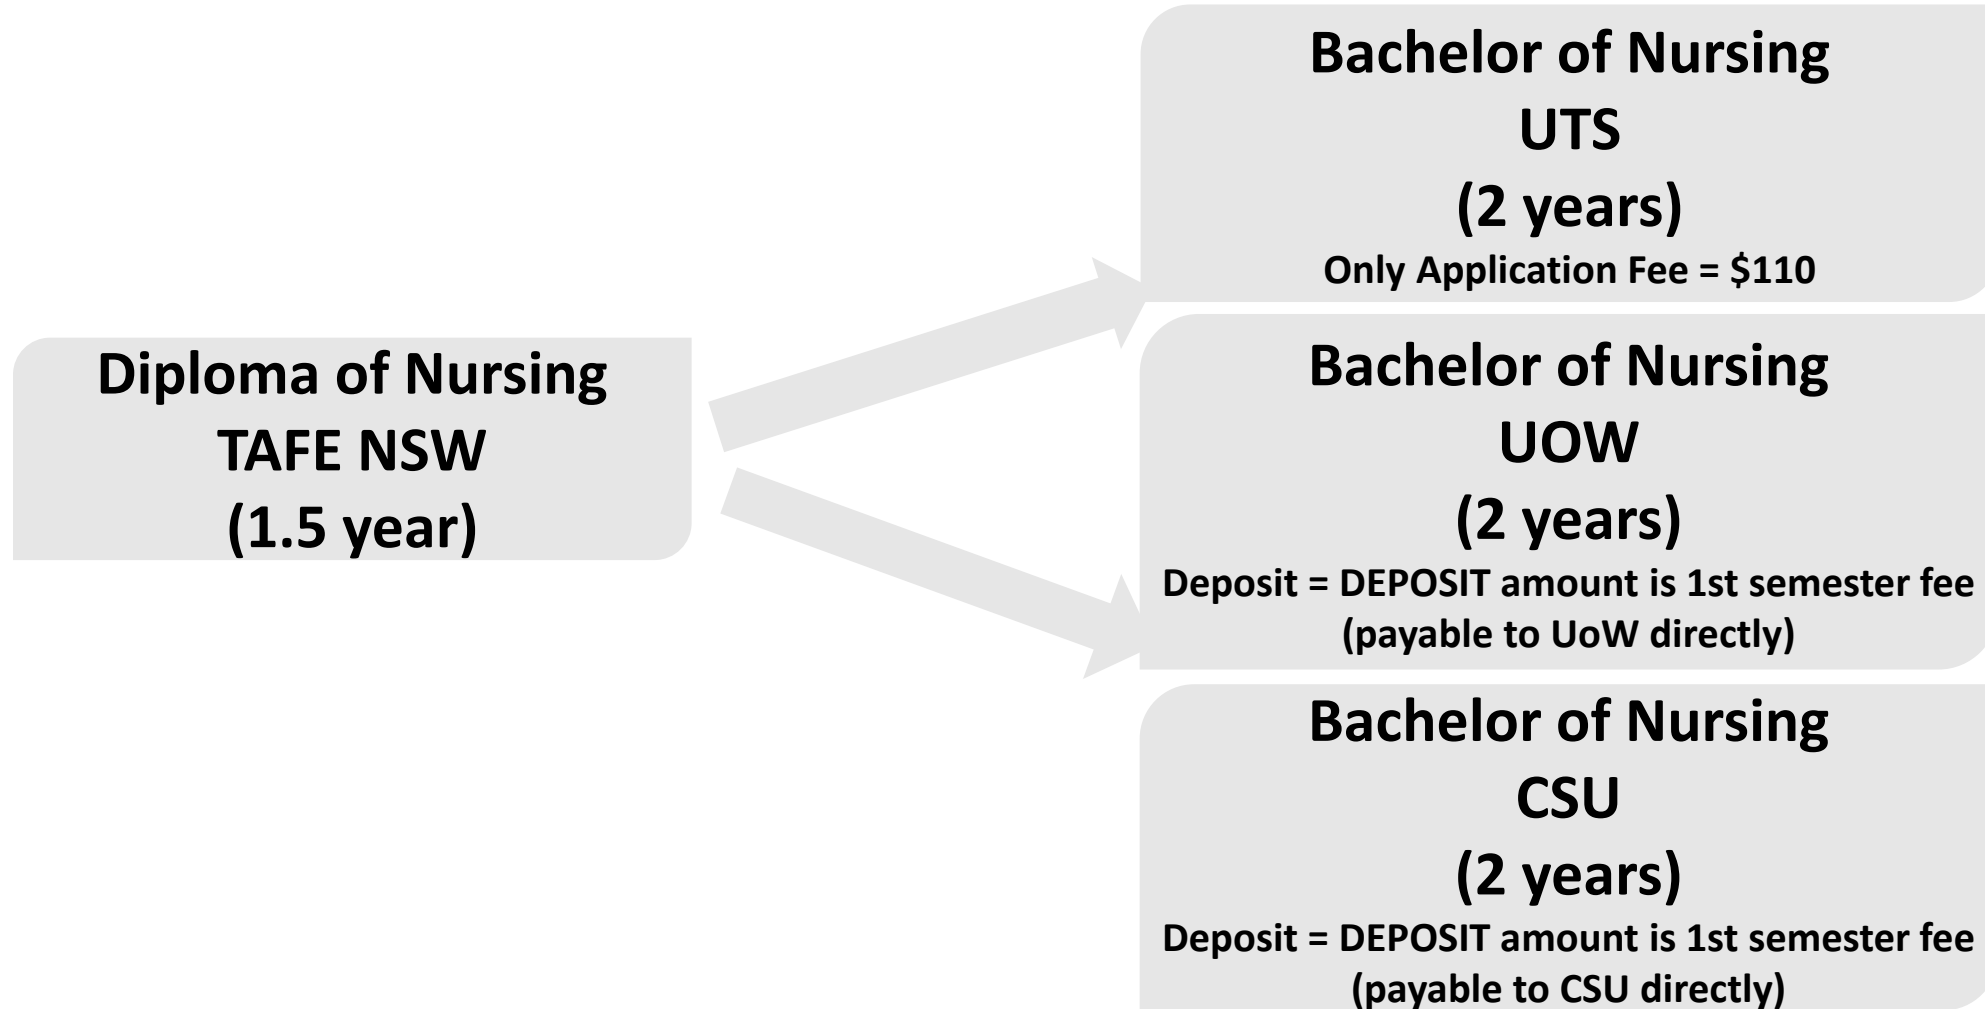 Diploma of Nursing
TAFE NSW
(1.5 year)
Bachelor of Nursing
UTS
(2 years)
Only Application Fee = $110
Bachelor of Nursing
UOW
(2 years)
Deposit = DEPOSIT amount is 1st semester fee
(payable to UoW directly)
Bachelor of Nursing
CSU
(2 years)
Deposit = DEPOSIT amount is 1st semester fee
(payable to CSU directly)